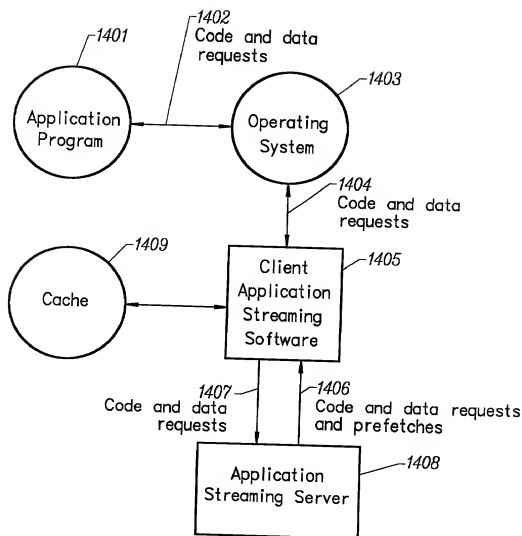 1401
1402
Code and data
requests
1403
Application
Program
Operating
System
1404
Code and data
requests
1409
Cache
1405
Client
Application
Streaming
Software
1407
Code and data
requests
1406
Code and data requests
and prefetches
1408
Application
Streaming Server